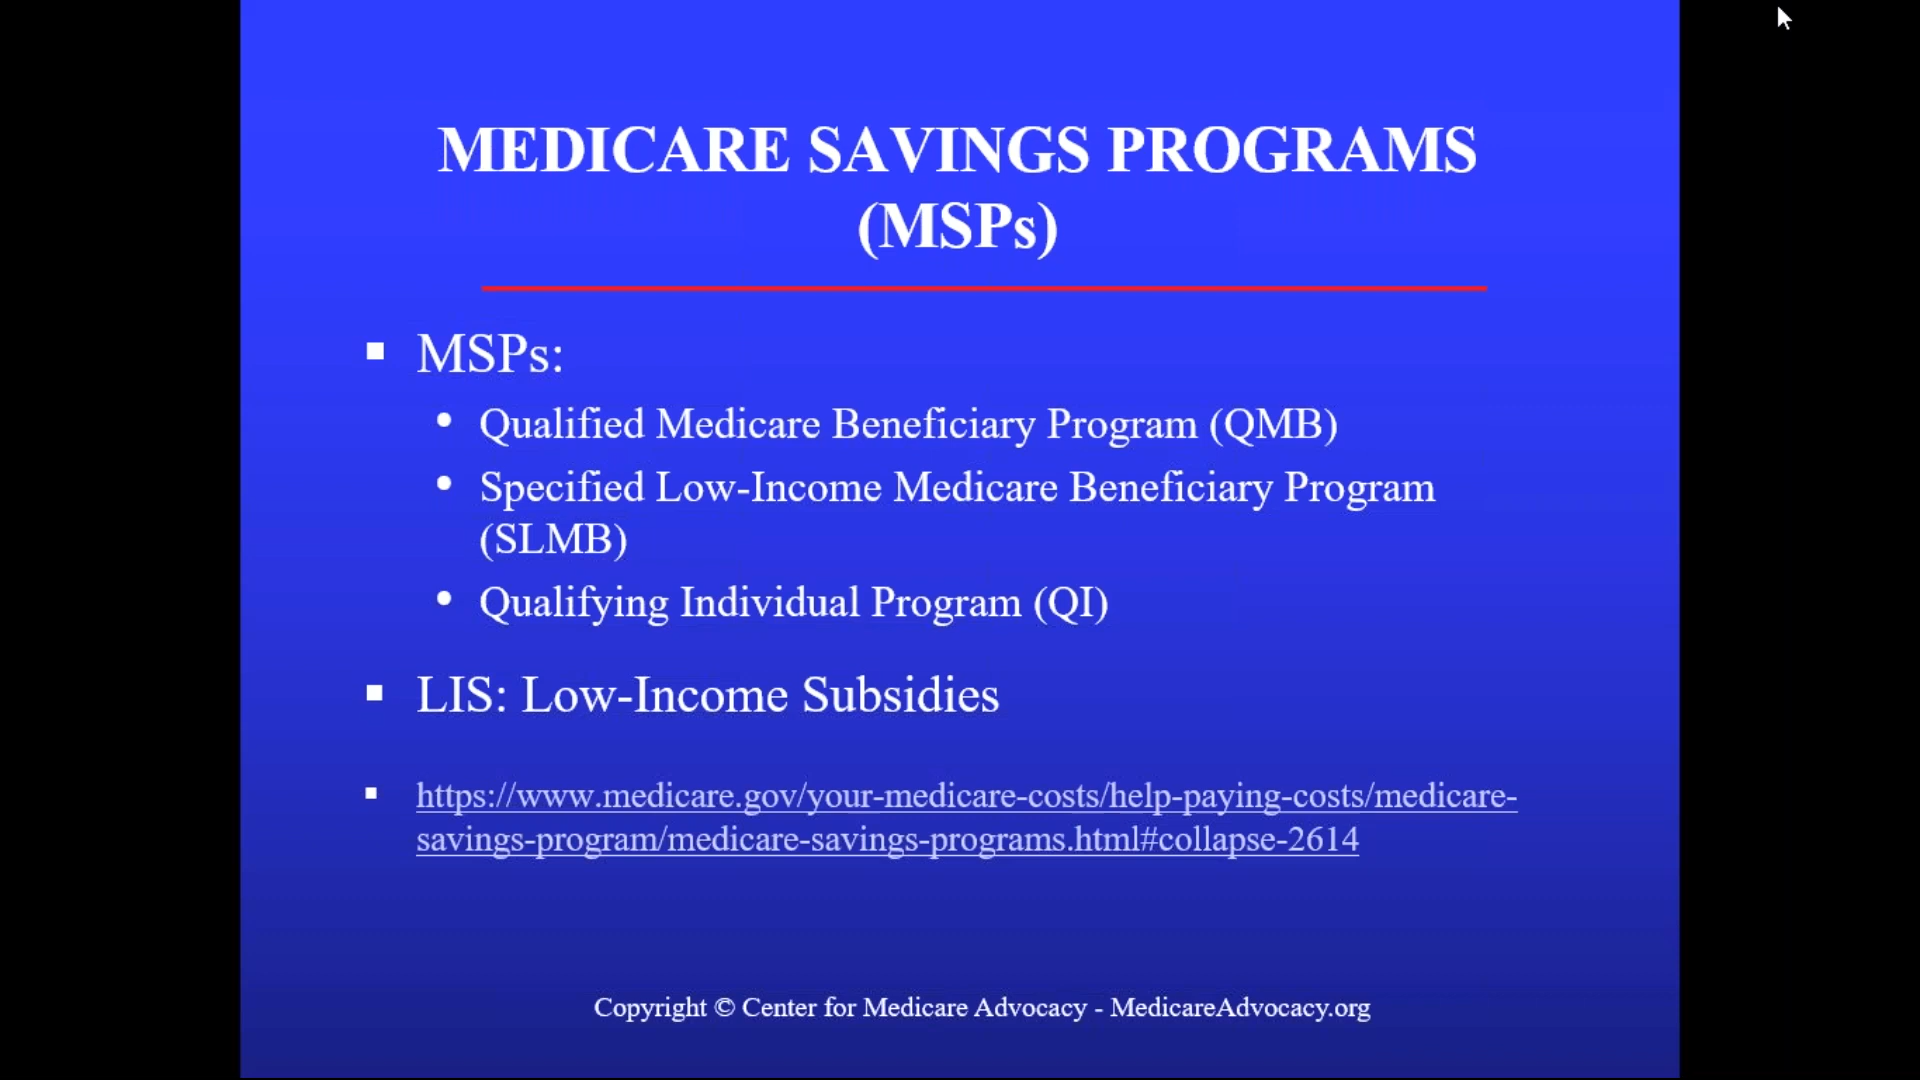 MEDICARE SAVINGS PROGRAMS
(MSPs)
MSPs:
Qualified Medicare Beneficiary Program (QMB)
Specified Low-Income Medicare Beneficiary Program
(SLMB)
Qualifying Individual Program (QI)
LIS: Low-Income Subsidies
https://www.medicare.gov/your-medicare-costs/help-paying-costs/medicare-
savings-program/medicare-savings-programs.html#collapse-2614
Copyright © Center for Medicare Advocacy - MedicareAdvocacy.org